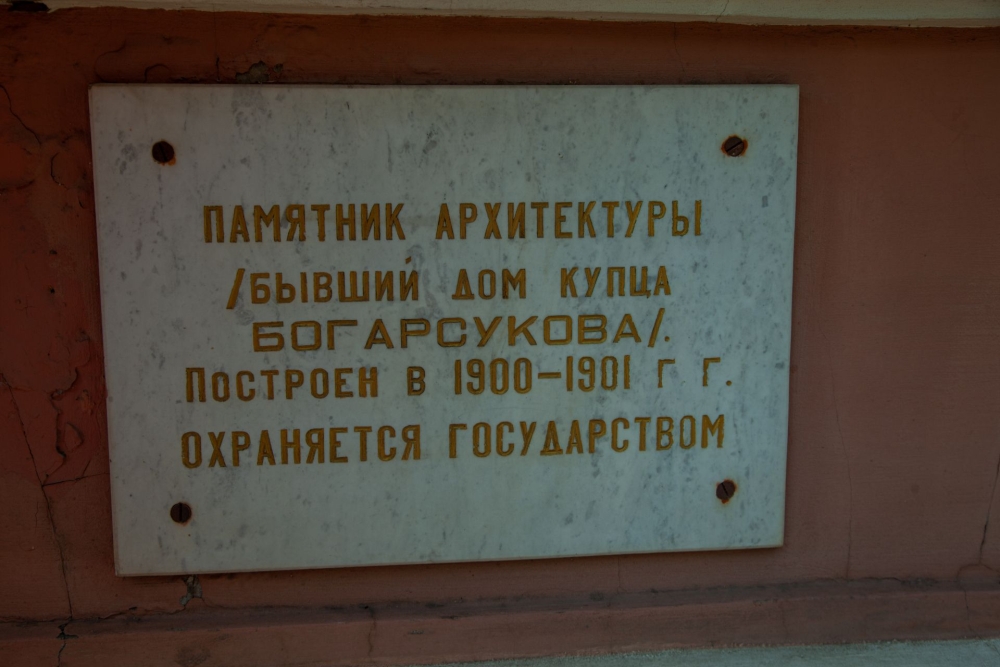 ПАМЯТНИК АРХИТЕКТУРЫ
/БЫВШИЙ ДОМ КУПЦА
БОГАРСУКОВА/.
ПОСТРОЕН В 1900–1901 Г Г.
ОХРАНЯЕТСЯ ГОСУДАРСТВОМ